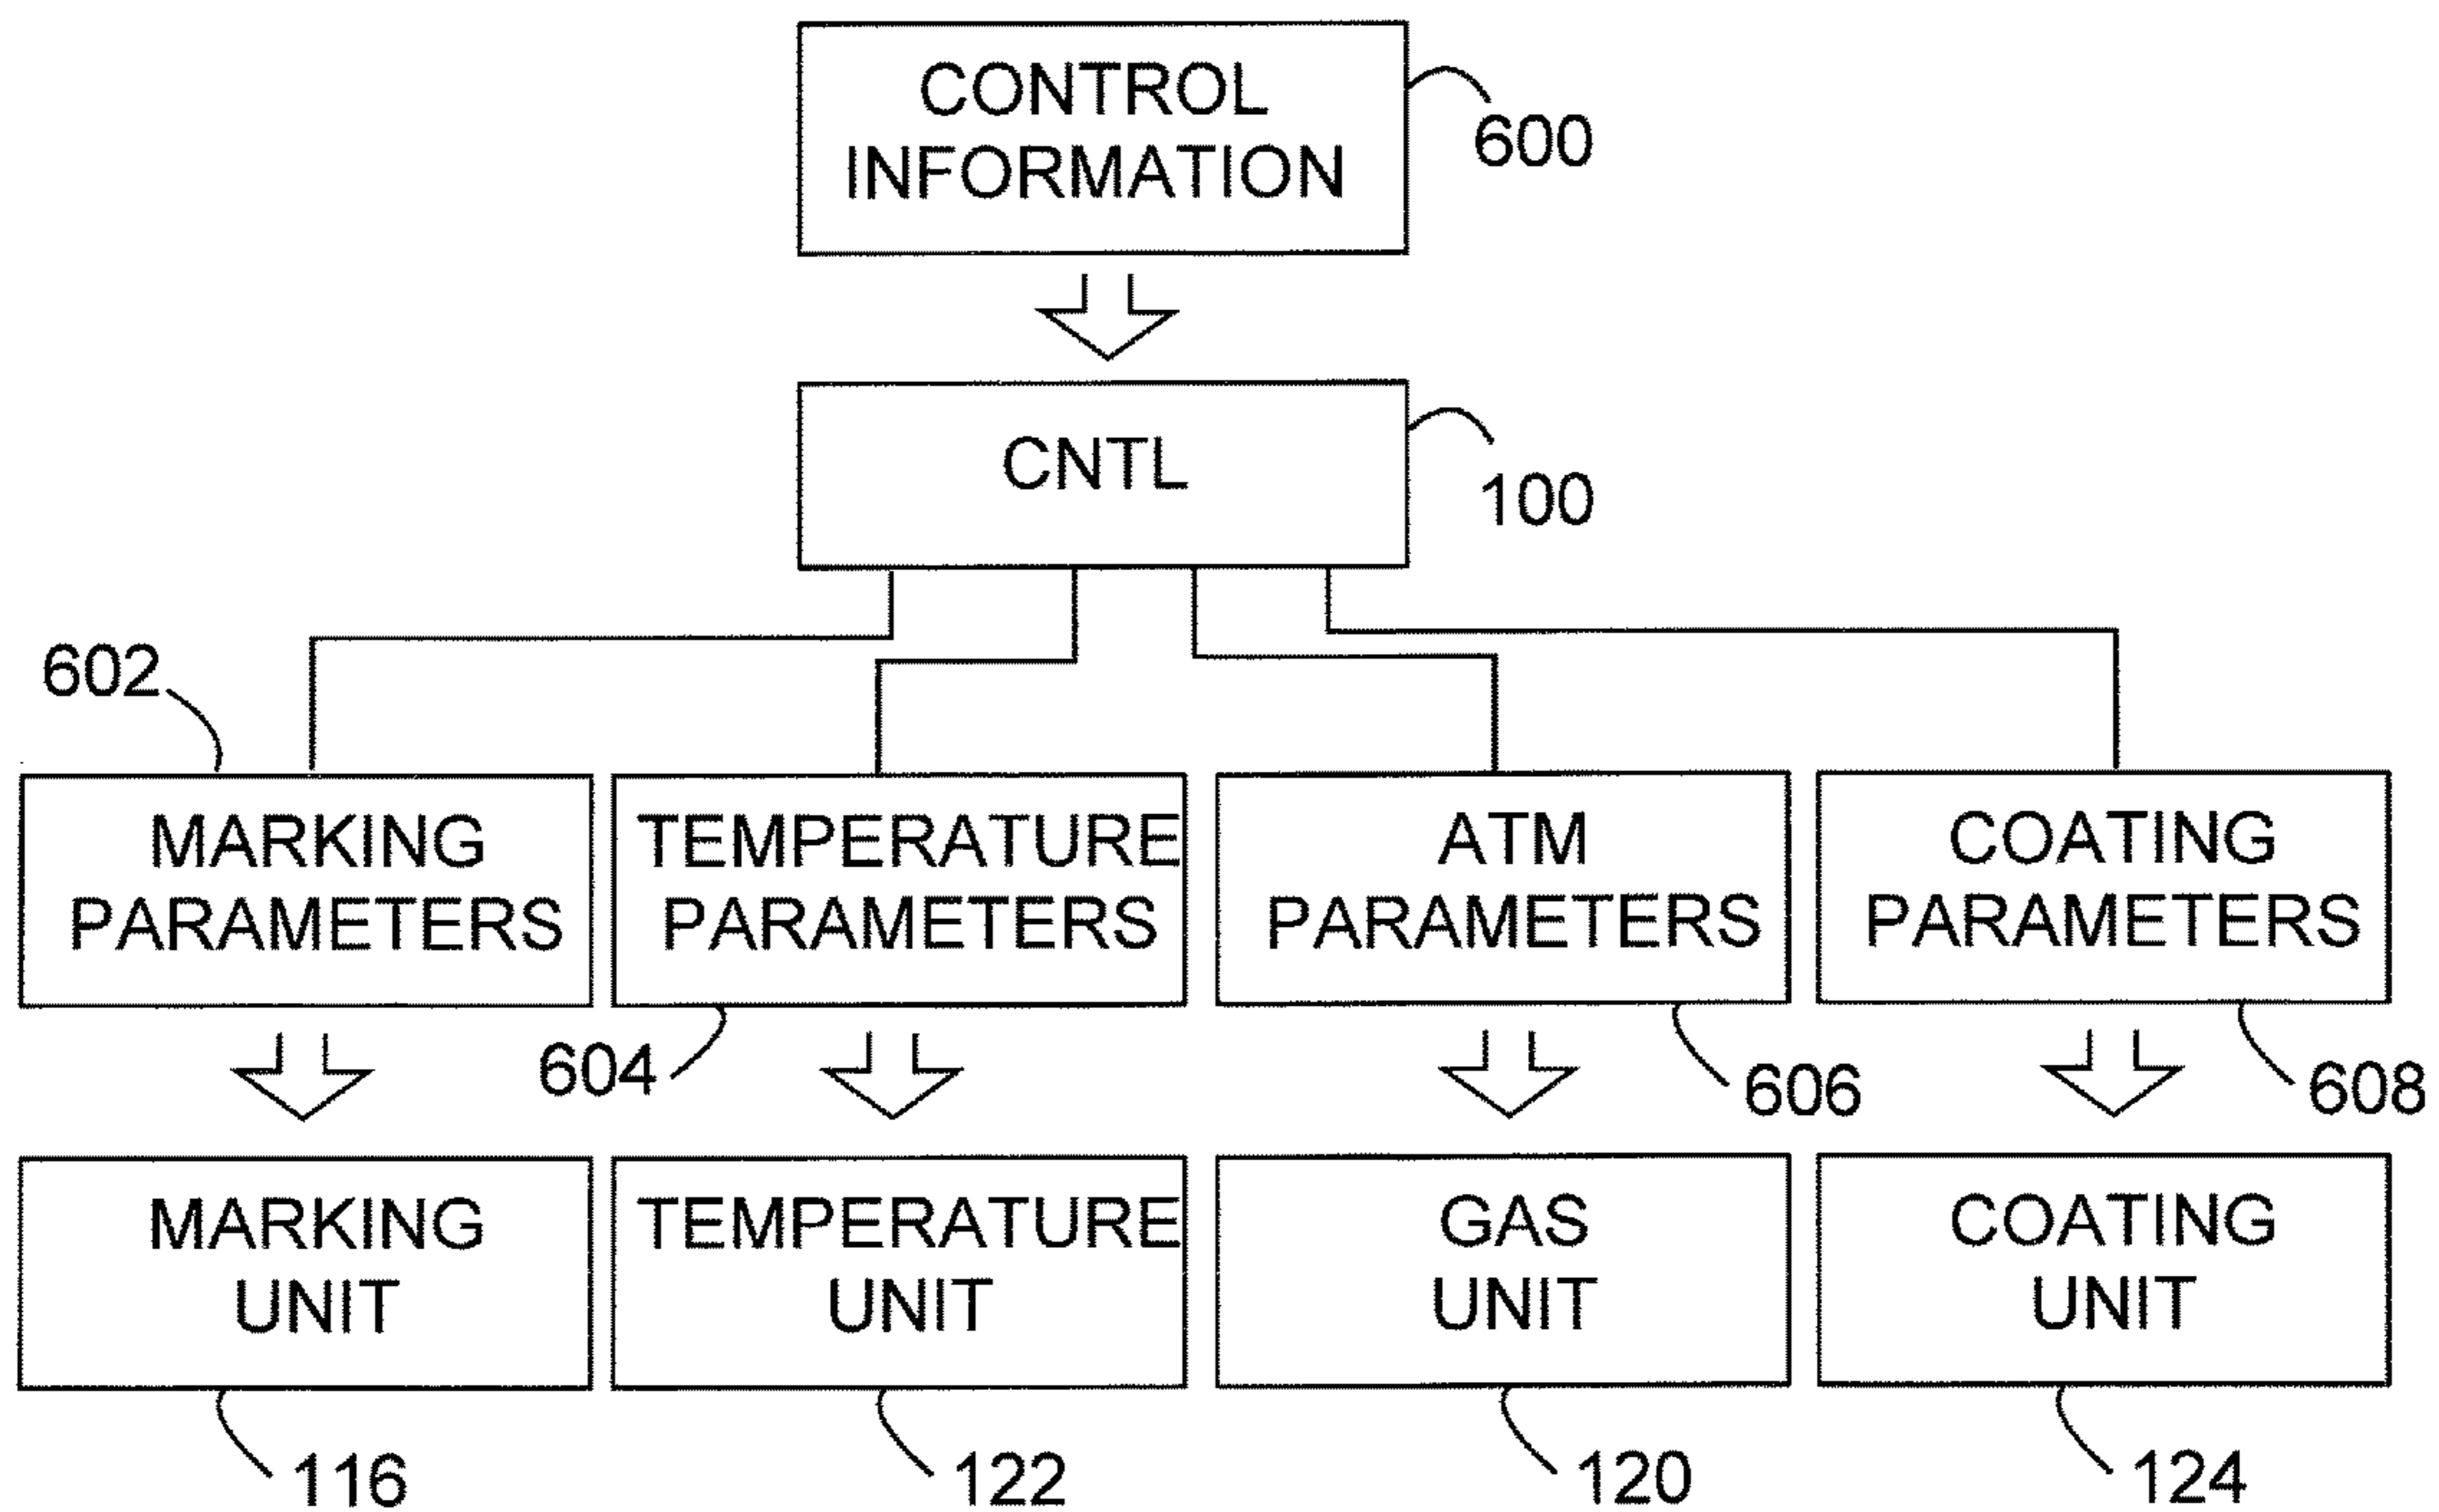 CONTROL
INFORMATION
600
CNTL
100
602
MARKING
PARAMETERS
TEMPERATURE
PARAMETERS
ATM
PARAMETERS
COATING
PARAMETERS
604
606
608
MARKING
UNIT
TEMPERATURE
UNIT
GAS
UNIT
COATING
UNIT
116
122
120
124